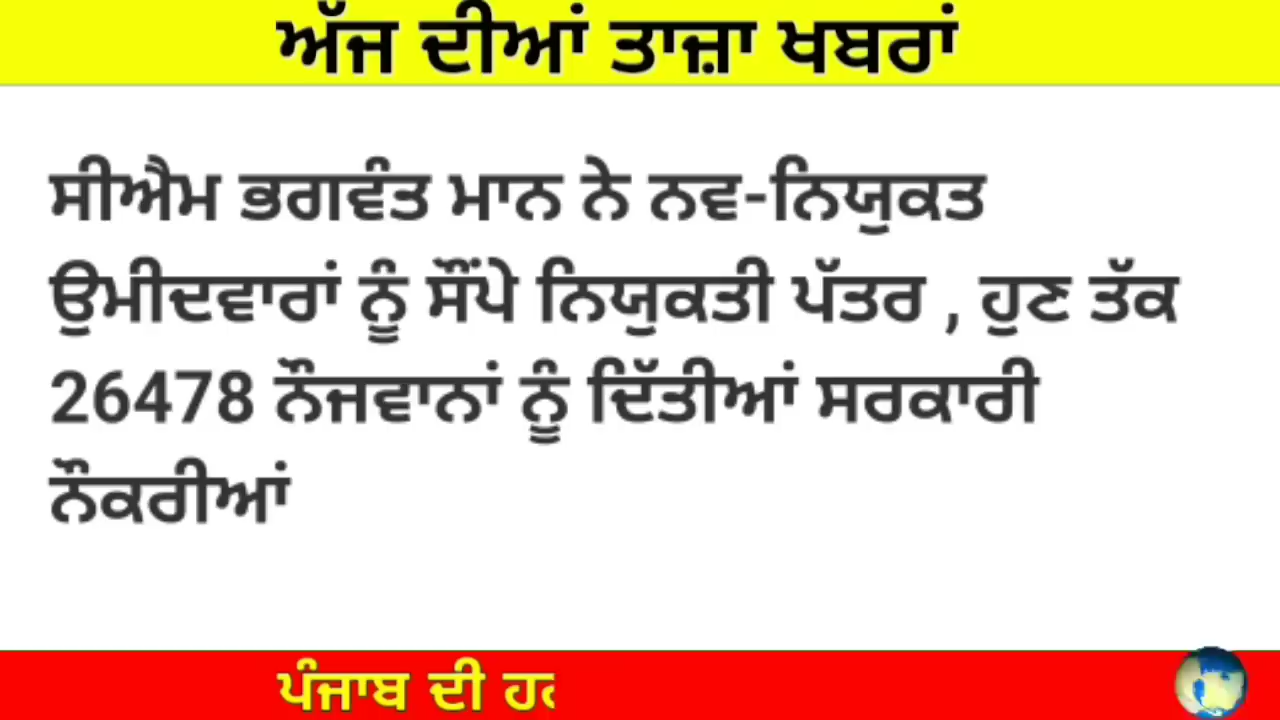 ਅੱਜ ਦੀਆਂ ਤਾਜ਼ਾ ਖਬਰਾਂ
ਸੀਐਮ ਭਗਵੰਤ ਮਾਨ ਨੇ ਨਵ-ਨਿਯੁਕਤ
ਉਮੀਦਵਾਰਾਂ ਨੂੰ ਸੌਂਪੇ ਨਿਯੁਕਤੀ ਪੱਤਰ , ਹੁਣ ਤੱਕ
26478 ਨੌਜਵਾਨਾਂ ਨੂੰ ਦਿੱਤੀਆਂ ਸਰਕਾਰੀ
ਨੌਕਰੀਆਂ
ਪੰਜਾਬ ਦੀ